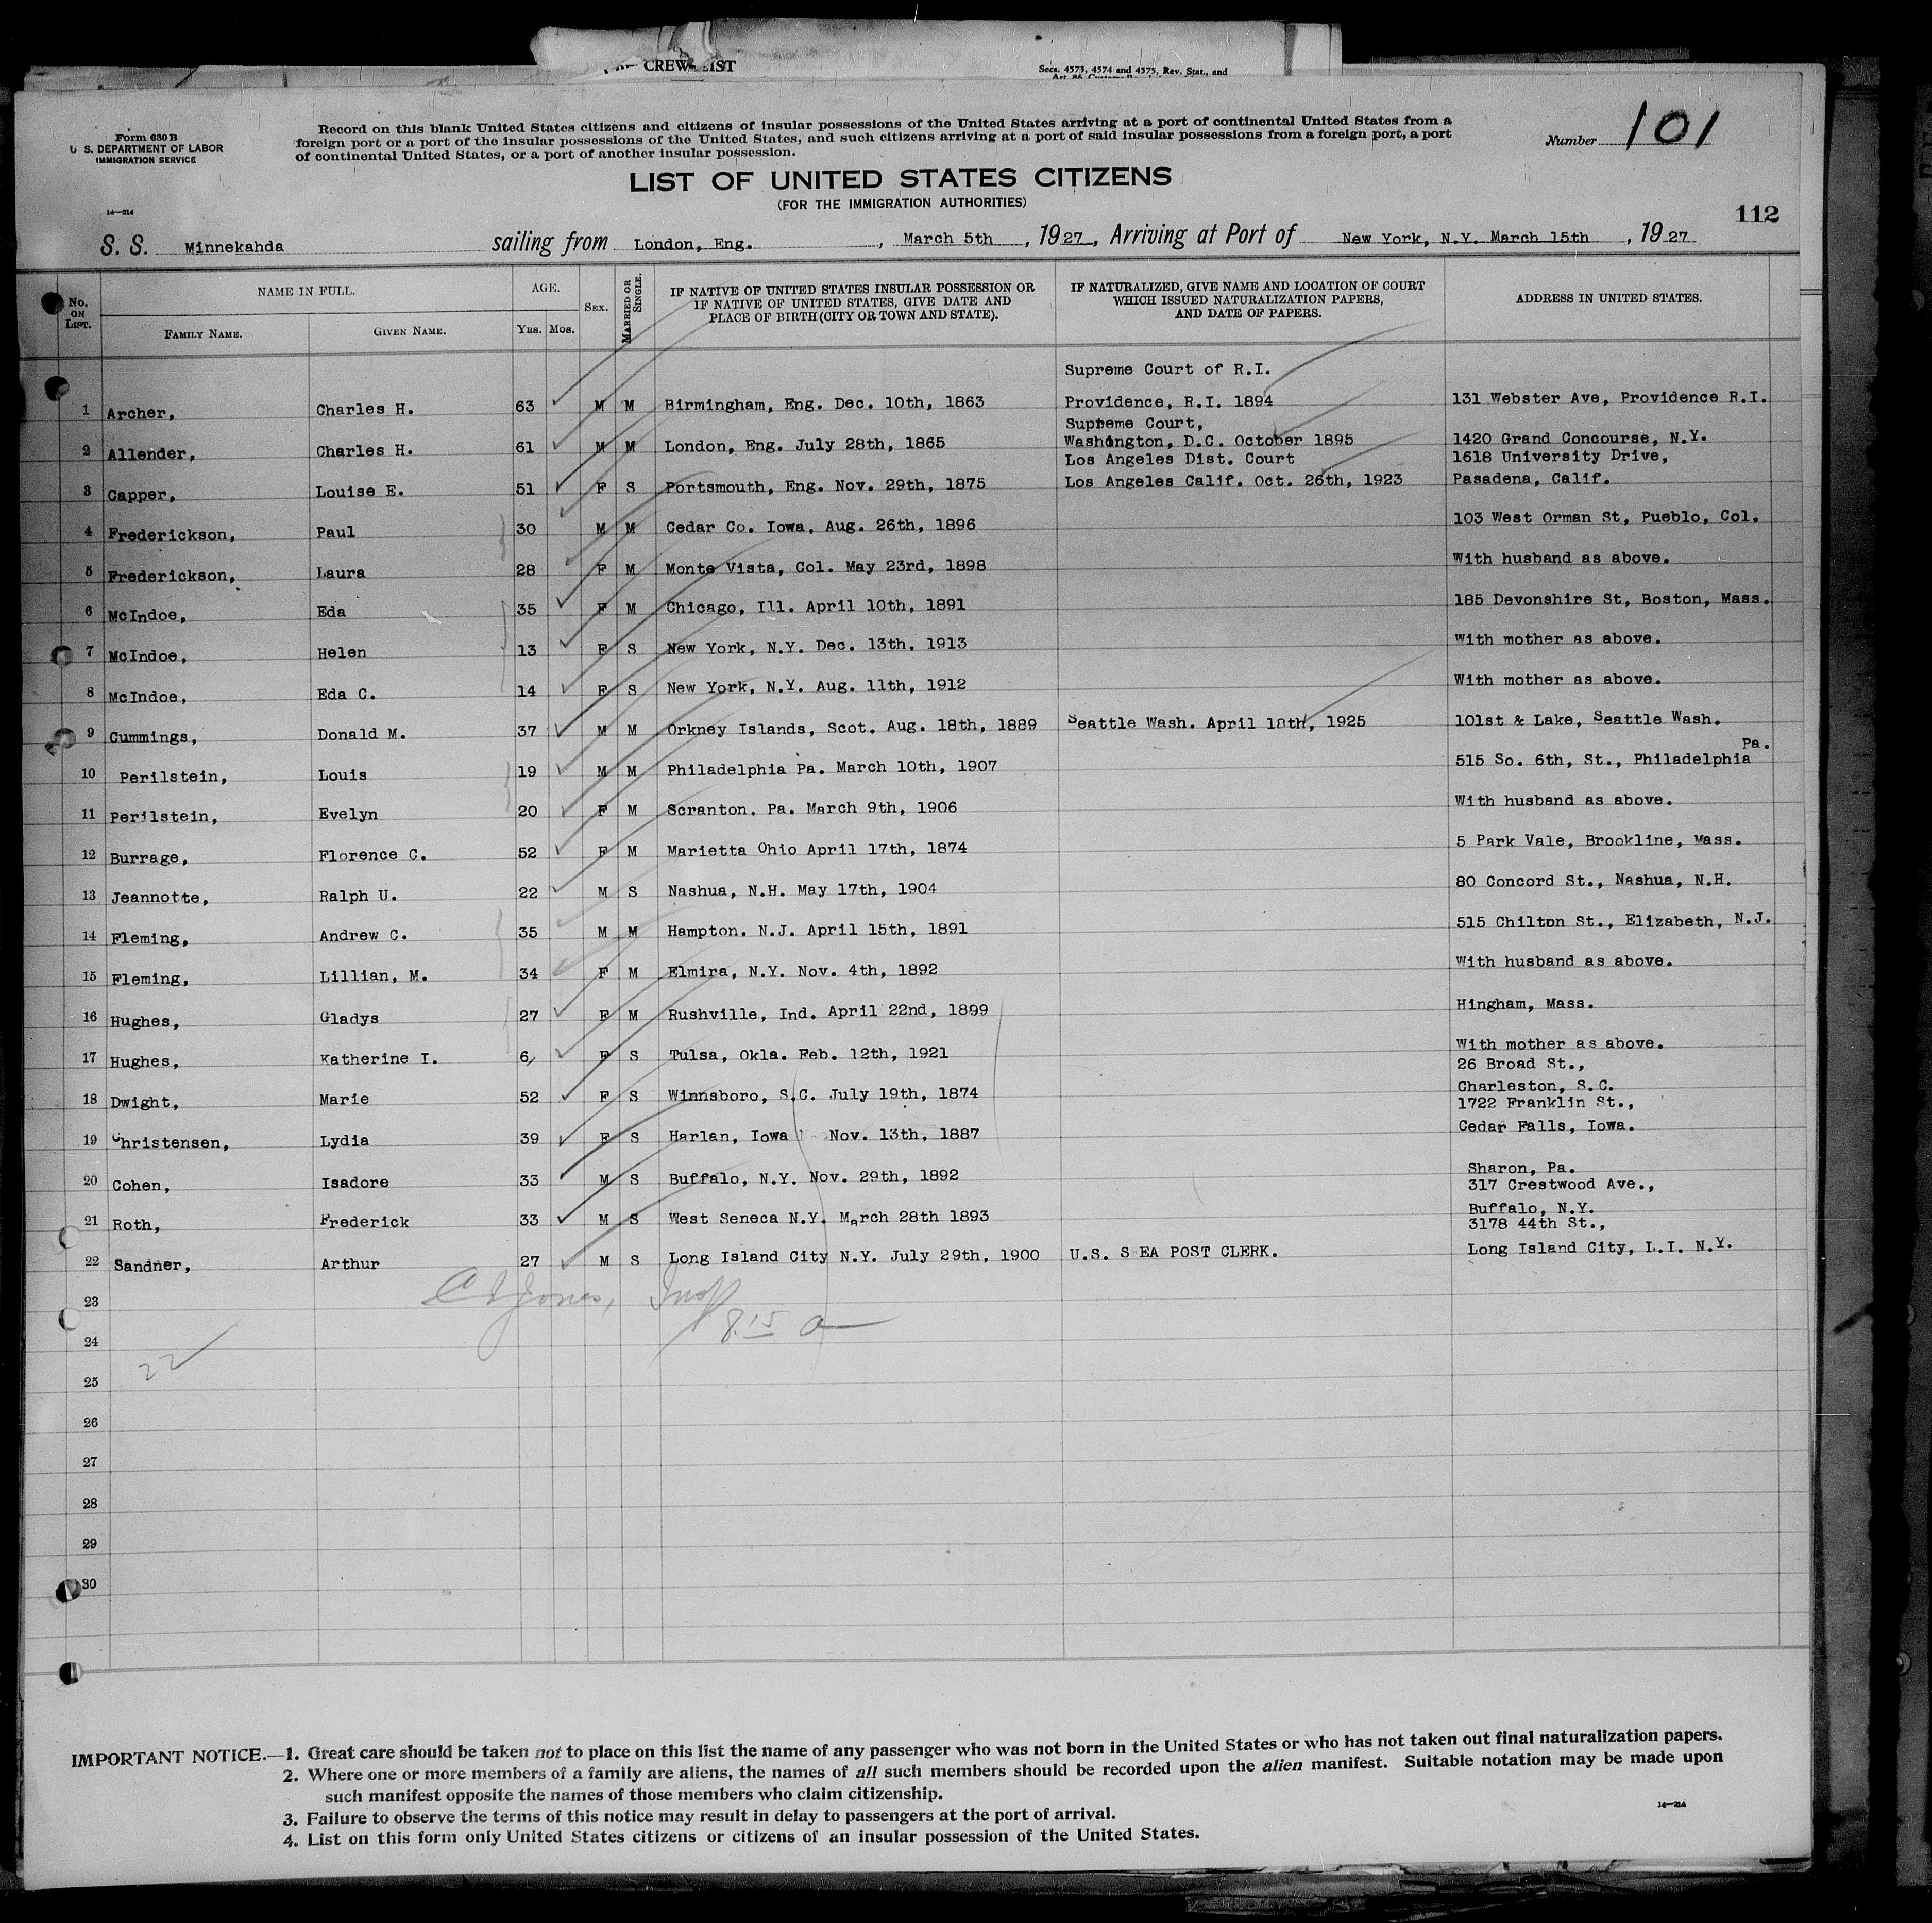 CREW LIST
Secs. 4573, 4574 and 4575, Rev. Stat., and
Form 630 B
U. S. DEPARTMENT OF LABOR
IMMIGRATION SERVICE
Record on this blank United States citizens and citizens of insular possessions of the United States arriving at a port of continental United States from a
foreign port or a port of the insular possessions of the United States, and such citizens arriving at a port of said insular possessions from a foreign port, a port
of continental United States, or a port of another insular possession.
Number 101
LIST OF UNITED STATES CITIZENS
(FOR THE IMMIGRATION AUTHORITIES)
14—214
112
S. S. Minnekahda sailing from London, Eng. , March 5th , 1927, Arriving at Port of New York, N.Y. March 15th , 1927
No. ON LIST. NAME IN FULL. FAMILY NAME. GIVEN NAME. AGE. YRS. MOS. SEX. MARRIED OR SINGLE. IF NATIVE OF UNITED STATES INSULAR POSSESSION OR IF NATIVE OF UNITED STATES, GIVE DATE AND PLACE OF BIRTH (CITY OR TOWN AND STATE). IF NATURALIZED, GIVE NAME AND LOCATION OF COURT WHICH ISSUED NATURALIZATION PAPERS, AND DATE OF PAPERS. ADDRESS IN UNITED STATES.
Supreme Court of R.I.
1 Archer, Charles H. 63 M M Birmingham, Eng. Dec. 10th, 1863 Providence, R.I. 1894 131 Webster Ave, Providence R.I.
Supreme Court,
2 Allender, Charles H. 61 M M London, Eng. July 28th, 1865 Washington, D.C. October 1895 1420 Grand Concourse, N.Y.
Los Angeles Dist. Court 1618 University Drive,
3 Capper, Louise E. 51 F S Portsmouth, Eng. Nov. 29th, 1875 Los Angeles Calif. Oct. 26th, 1923 Pasadena, Calif.
4 Frederickson, Paul 30 M M Cedar Co. Iowa, Aug. 26th, 1896 103 West Orman St, Pueblo, Col.
5 Frederickson, Laura 28 F M Monte Vista, Col. May 23rd, 1898 With husband as above.
6 McIndoe, Eda 35 F M Chicago, Ill. April 10th, 1891 185 Devonshire St, Boston, Mass.
7 McIndoe, Helen 13 F S New York, N.Y. Dec. 13th, 1913 With mother as above.
8 McIndoe, Eda C. 14 F S New York, N.Y. Aug. 11th, 1912 With mother as above.
9 Cummings, Donald M. 37 M M Orkney Islands, Scot. Aug. 18th, 1889 Seattle Wash. April 18th, 1925 101st & Lake, Seattle Wash.
Pa.
10 Perilstein, Louis 19 M M Philadelphia Pa. March 10th, 1907 515 So. 6th, St., Philadelphia
11 Perilstein, Evelyn 20 F M Scranton, Pa. March 9th, 1906 With husband as above.
12 Burrage, Florence C. 52 F M Marietta Ohio April 17th, 1874 5 Park Vale, Brookline, Mass.
13 Jeannotte, Ralph U. 22 M S Nashua, N.H. May 17th, 1904 80 Concord St., Nashua, N.H.
14 Fleming, Andrew C. 35 M M Hampton. N.J. April 15th, 1891 515 Chilton St., Elizabeth, N.J.
15 Fleming, Lillian, M. 34 F M Elmira, N.Y. Nov. 4th, 1892 With husband as above.
16 Hughes, Gladys 27 F M Rushville, Ind. April 22nd, 1899 Hingham, Mass.
17 Hughes, Katherine I. 6 F S Tulsa, Okla. Feb. 12th, 1921 With mother as above.
26 Broad St.,
18 Dwight, Marie 52 F S Winnsboro, S.C. July 19th, 1874 Charleston, S.C.
1722 Franklin St.,
19 Christensen, Lydia 39 F S Harlan, Iowa Nov. 13th, 1887 Cedar Falls, Iowa.
20 Cohen, Isadore 33 M S Buffalo, N.Y. Nov. 29th, 1892 Sharon, Pa.
317 Crestwood Ave.,
21 Roth, Frederick 33 M S West Seneca N.Y. March 28th 1893 Buffalo, N.Y.
3178 44th St.,
22 Sandner, Arthur 27 M S Long Island City N.Y. July 29th, 1900 U.S. SEA POST CLERK. Long Island City, L.I. N.Y.
23 Jones, Insp
24 8.15 a
22
25
26
27
28
29
30
IMPORTANT NOTICE.—1. Great care should be taken not to place on this list the name of any passenger who was not born in the United States or who has not taken out final naturalization papers.
2. Where one or more members of a family are aliens, the names of all such members should be recorded upon the alien manifest. Suitable notation may be made upon
such manifest opposite the names of those members who claim citizenship.
3. Failure to observe the terms of this notice may result in delay to passengers at the port of arrival.
4. List on this form only United States citizens or citizens of an insular possession of the United States.
14—214